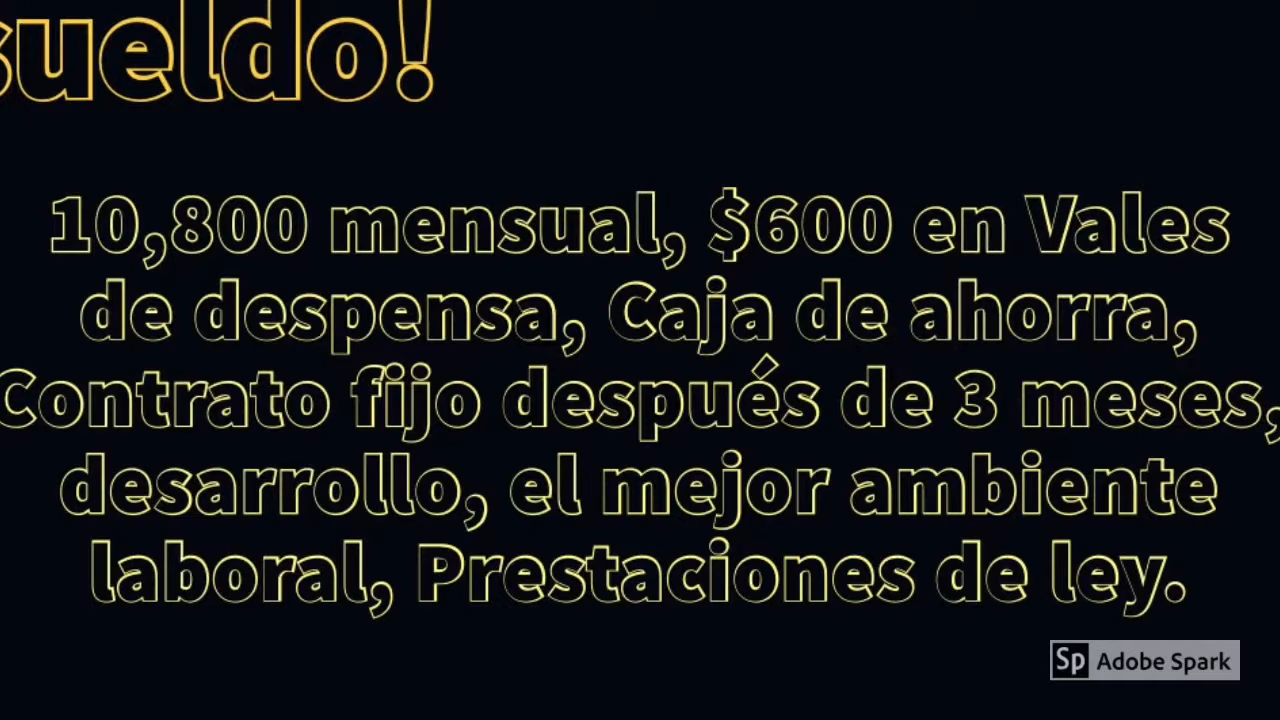 sueldo!
10,800 mensual, $600 en Vales
de despensa, Caja de ahorra,
Contrato fijo después de 3 meses,
desarrollo, el mejor ambiente
laboral, Prestaciones de ley.
Sp Adobe Spark